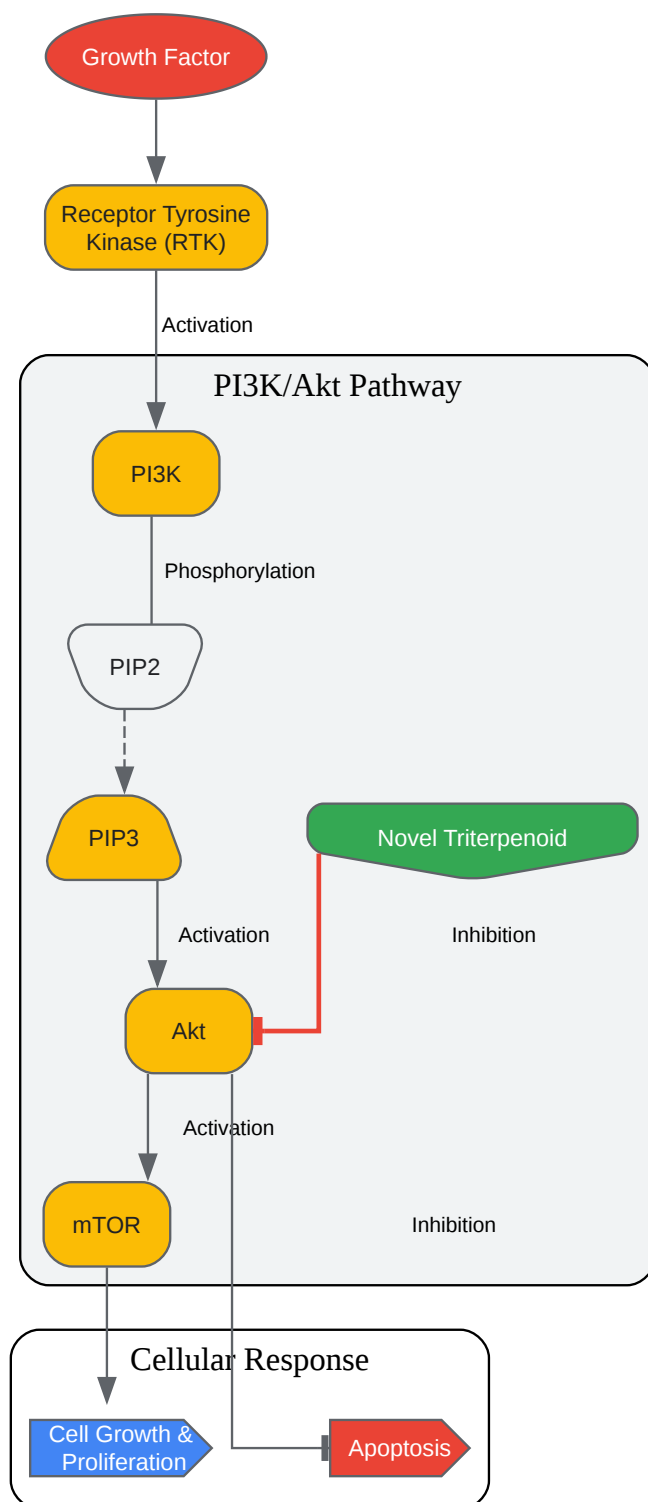 Growth Factor
Receptor Tyrosine
Kinase (RTK)
Activation
PI3K/Akt Pathway
PI3K
Phosphorylation
PIP2
PIP3
Novel Triterpenoid
Activation
Inhibition
Akt
Activation
mTOR
Inhibition
Cellular Response
Cell Growth &
Proliferation
Apoptosis